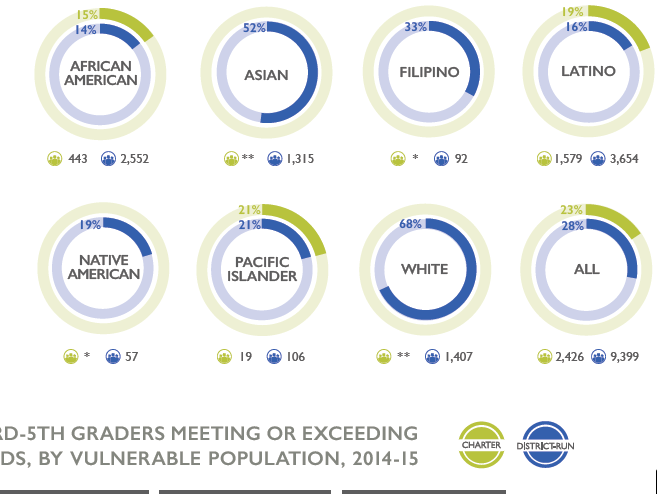 15%
14%
AFRICAN
AMERICAN
443 2,552
52%
ASIAN
** 1,315
33%
FILIPINO
* 92
19%
16%
LATINO
1,579 3,654
19%
NATIVE
AMERICAN
* 57
21%
21%
PACIFIC
ISLANDER
19 106
68%
WHITE
** 1,407
23%
28%
ALL
2,426 9,399
RD-5TH GRADERS MEETING OR EXCEEDING
DS, BY VULNERABLE POPULATION, 2014-15
CHARTER DISTRICT-RUN